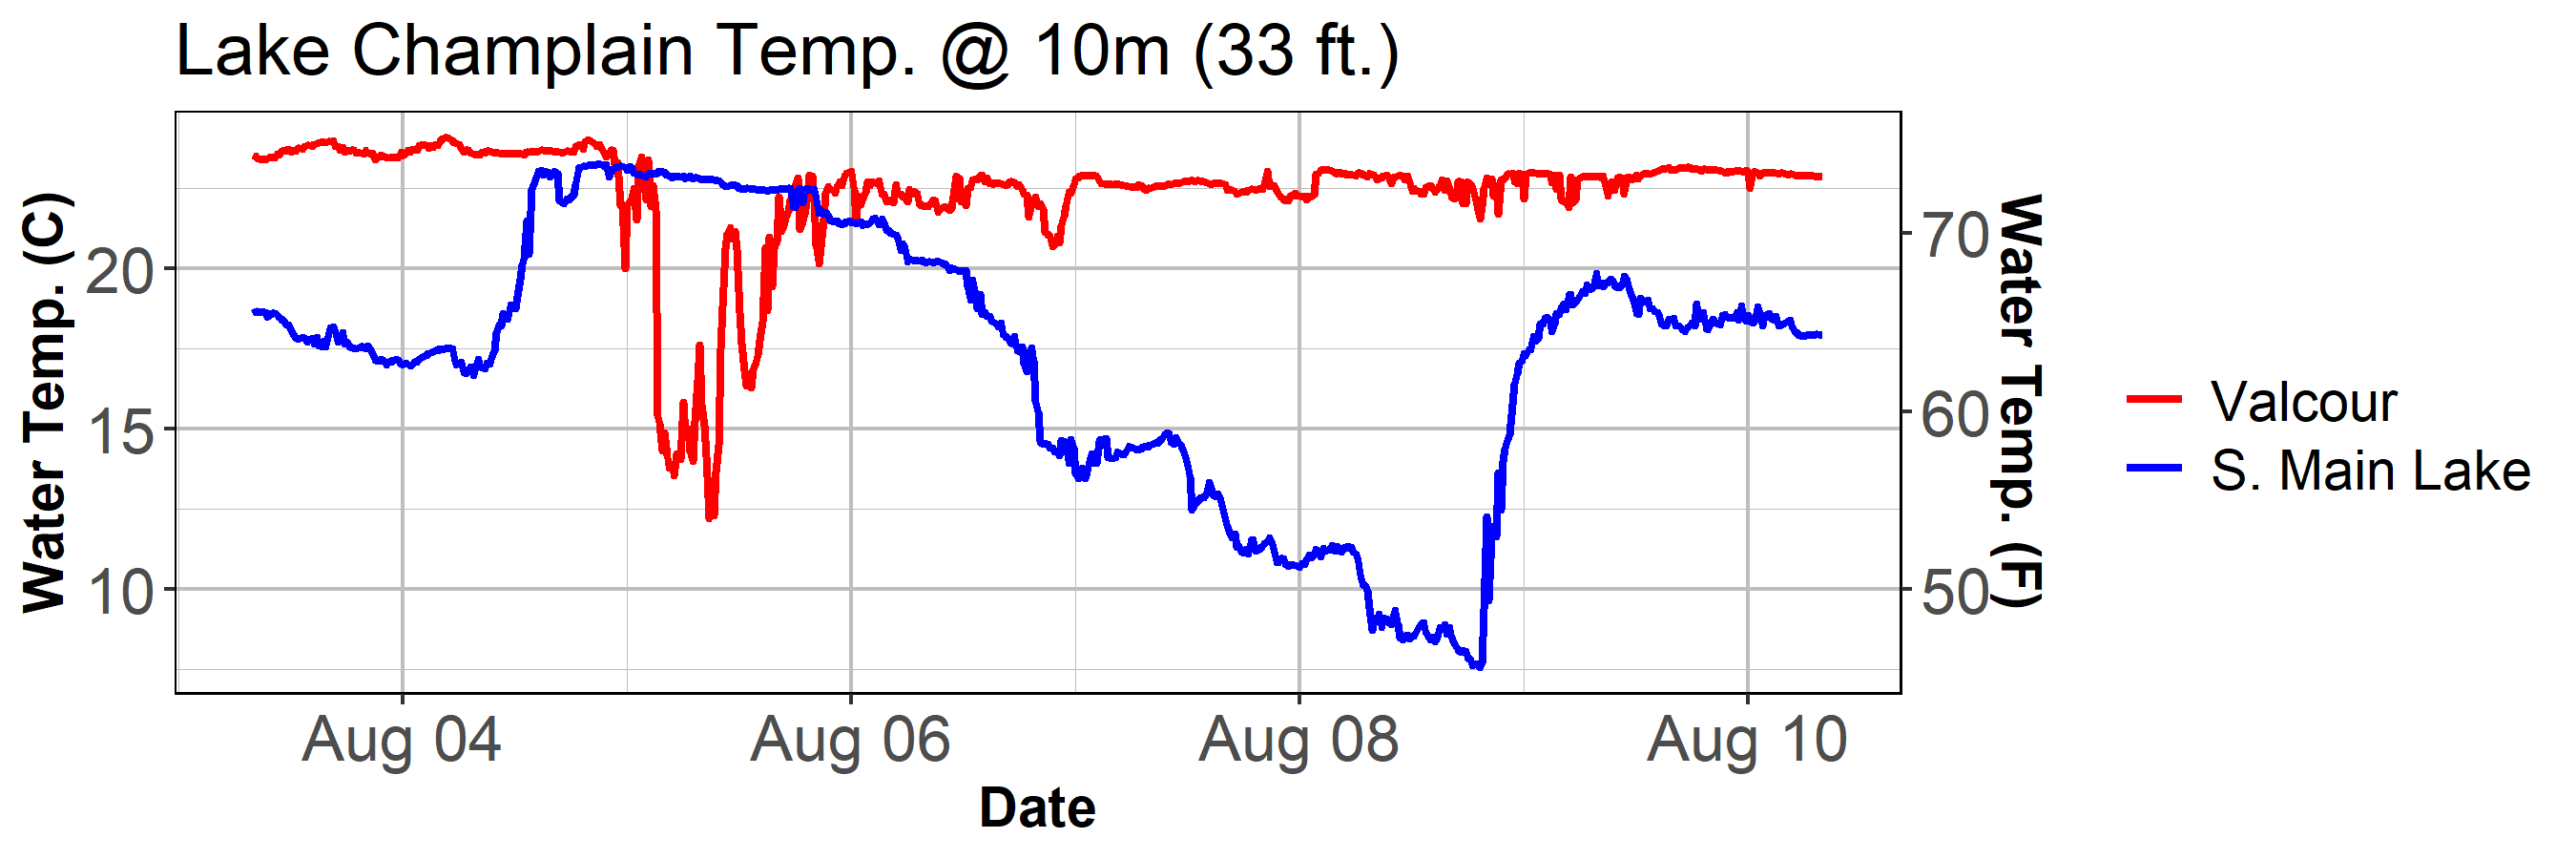 Lake Champlain Temp. @ 10m (33 ft.)
Water Temp. (C)
20
15
10
70
60
50
Water Temp. (F)
Aug 04
Aug 06
Aug 08
Aug 10
Date
Valcour
S. Main Lake